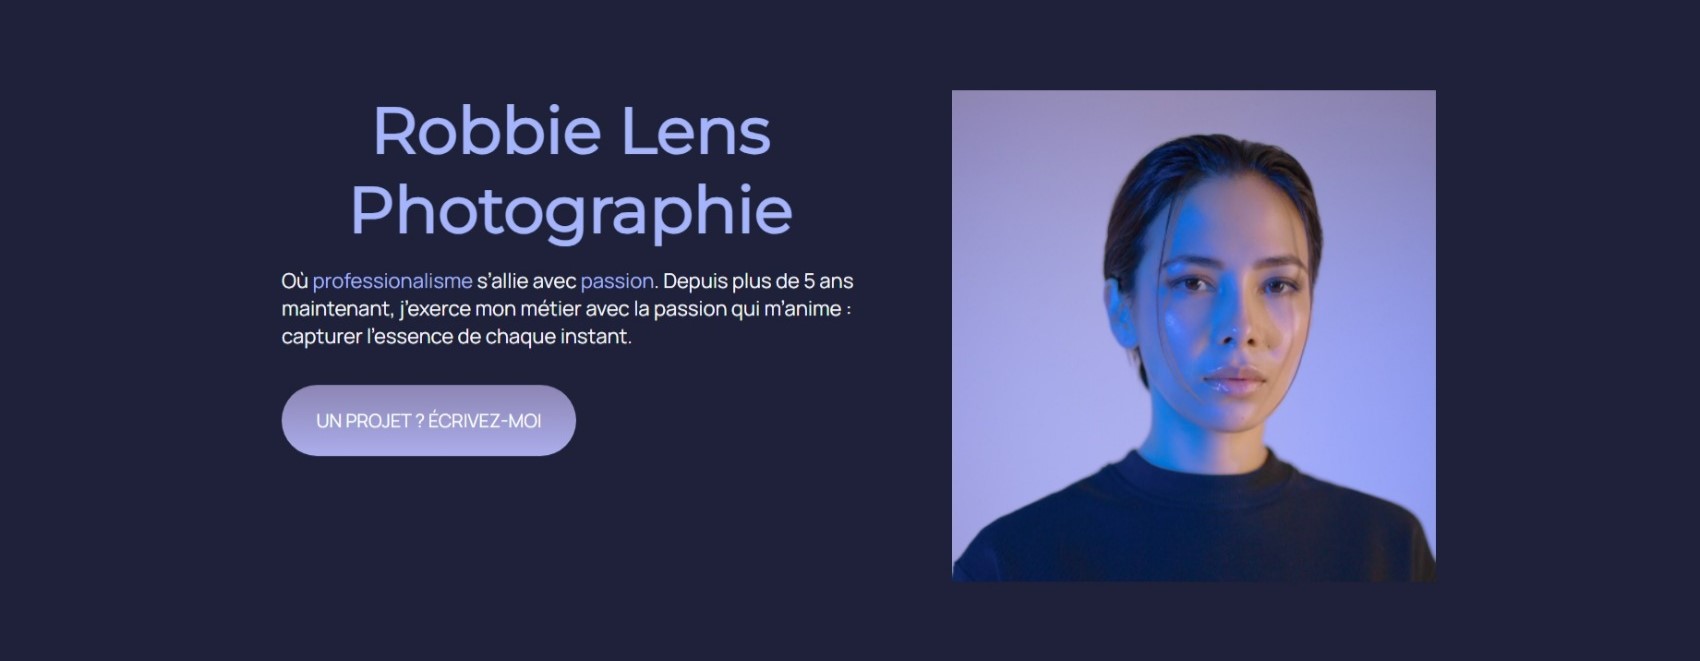 Robbie Lens
Photographie
Où professionalisme s'allie avec passion. Depuis plus de 5 ans
maintenant, j'exerce mon métier avec la passion qui m'anime :
capturer l'essence de chaque instant.
UN PROJET ? ÉCRIVEZ-MOI